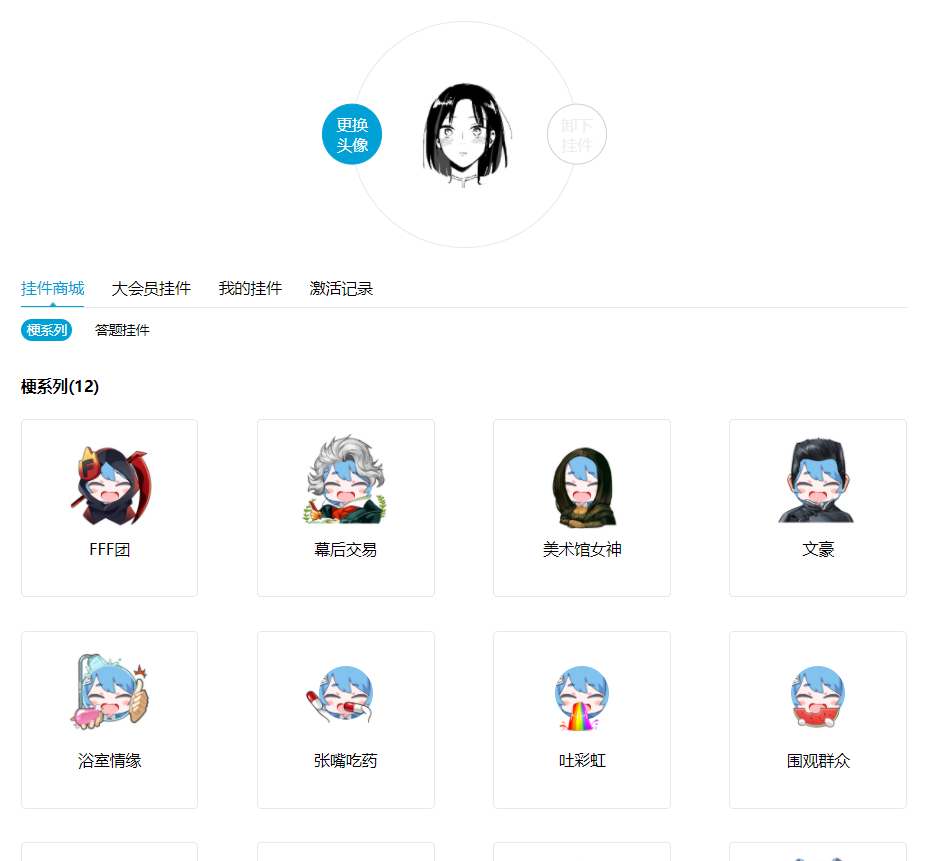 更换
头像
卸下
挂件
挂件商城 大会员挂件 我的挂件 激活记录
梗系列 答题挂件
梗系列(12)
F
FFF团 幕后交易 美术馆女神 文豪
浴室情缘 张嘴吃药 吐彩虹 围观群众